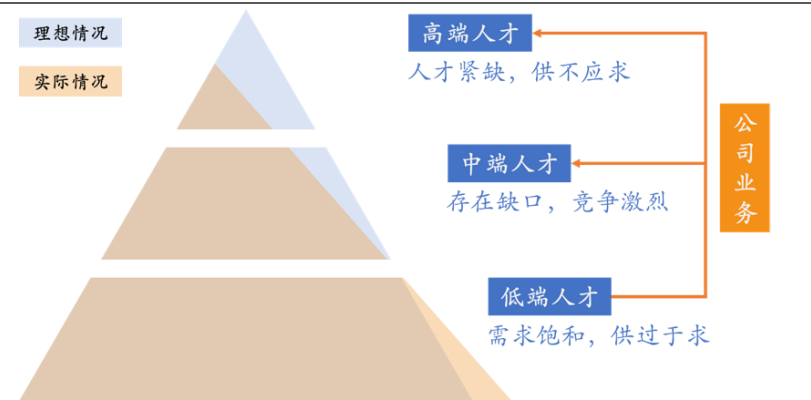 理想情况
实际情况
高端人才
人才紧缺，供不应求
中端人才
存在缺口，竞争激烈
低端人才
需求饱和，供过于求
公司业务